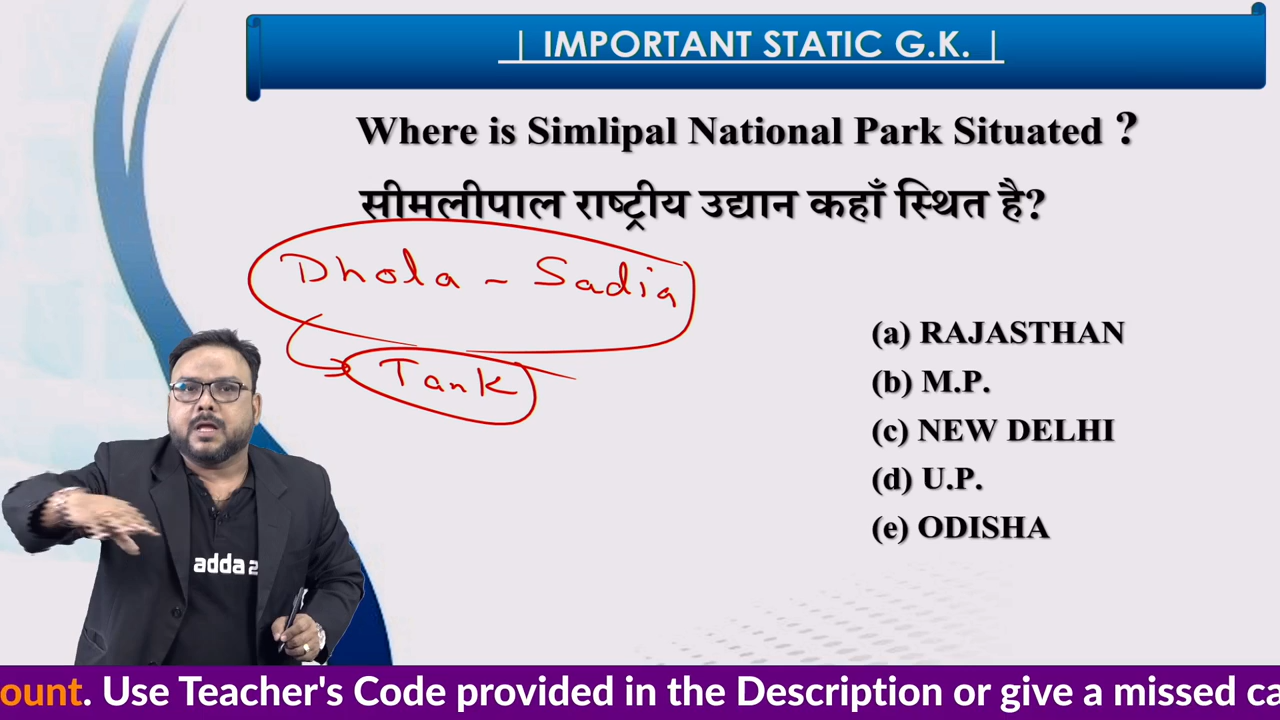 | IMPORTANT STATIC G.K. |
Where is Simlipal National Park Situated ?
सीमलीपाल राष्ट्रीय उद्यान कहाँ स्थित है?
Dhola - Sadia
Tank
(a) RAJASTHAN
(b) M.P.
(c) NEW DELHI
(d) U.P.
(e) ODISHA
adda2
ount. Use Teacher's Code provided in the Description or give a missed ca